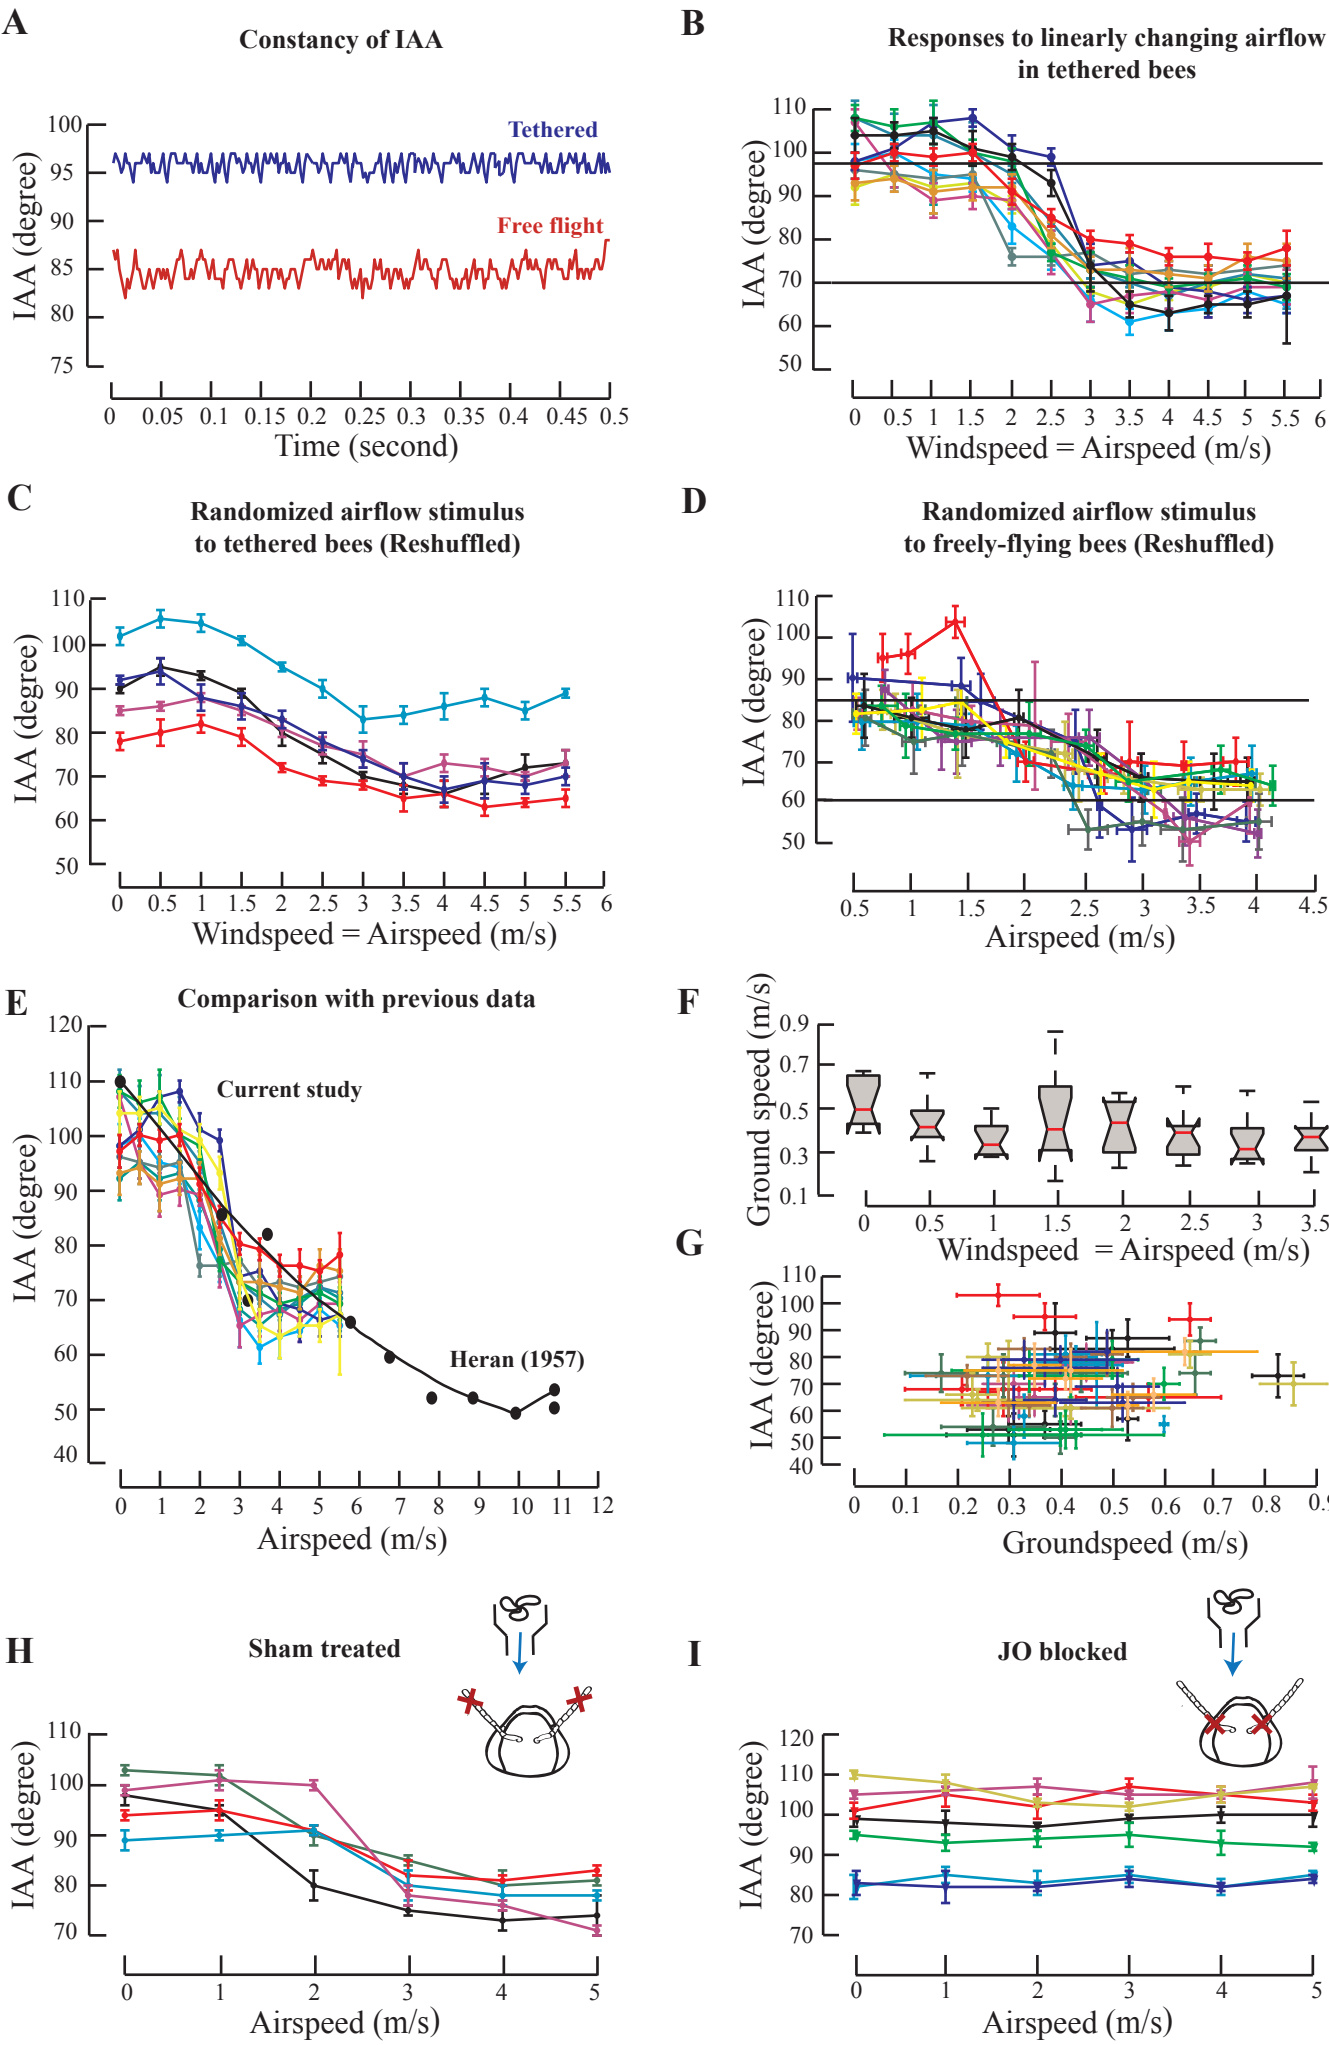 A
Constancy of IAA
100
95
90
85
80
75
IAA (degree)
Tethered
Free flight
0 0.05 0.1 0.15 0.2 0.25 0.3 0.35 0.4 0.45 0.5
Time (second)
B
Responses to linearly changing airflow
in tethered bees
110
100
90
80
70
60
50
IAA (degree)
0 0.5 1 1.5 2 2.5 3 3.5 4 4.5 5 5.5 6
Windspeed = Airspeed (m/s)
C
Randomized airflow stimulus
to tethered bees (Reshuffled)
110
100
90
80
70
60
50
IAA (degree)
0 0.5 1 1.5 2 2.5 3 3.5 4 4.5 5 5.5 6
Windspeed = Airspeed (m/s)
D
Randomized airflow stimulus
to freely-flying bees (Reshuffled)
110
100
90
80
70
60
50
IAA (degree)
0.5 1 1.5 2 2.5 3 3.5 4 4.5
Airspeed (m/s)
E
Comparison with previous data
120
110
100
90
80
70
60
50
40
IAA (degree)
Current study
Heran (1957)
0 1 2 3 4 5 6 7 8 9 10 11 12
Airspeed (m/s)
F
0.9
0.7
0.5
0.3
0.1
Ground speed (m/s)
0 0.5 1 1.5 2 2.5 3 3.5
Windspeed = Airspeed (m/s)
G
110
100
90
80
70
60
50
40
IAA (degree)
0 0.1 0.2 0.3 0.4 0.5 0.6 0.7 0.8
Groundspeed (m/s)
H
Sham treated
110
100
90
80
70
IAA (degree)
0 1 2 3 4 5
Airspeed (m/s)
I
JO blocked
120
110
100
90
80
70
IAA (degree)
0 1 2 3 4 5
Airspeed (m/s)